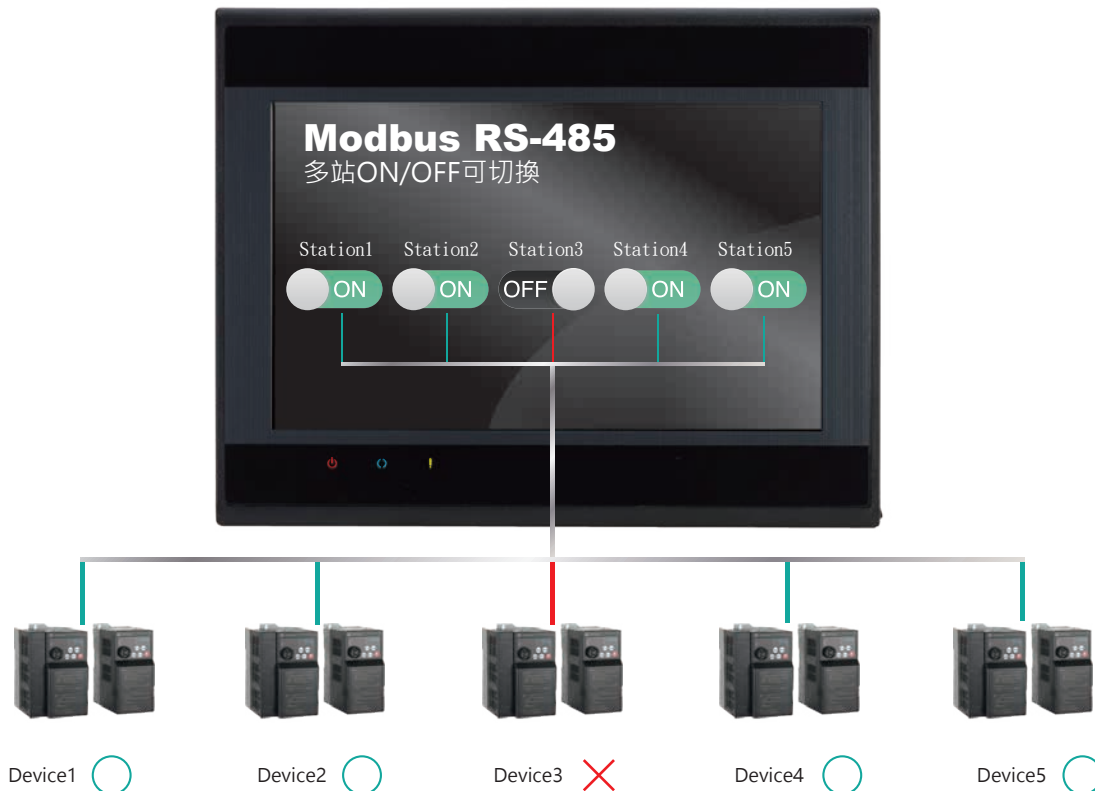 Modbus RS-485
多站ON/OFF可切換
Station1 Station2 Station3 Station4 Station5
ON ON OFF ON ON
Device1 Device2 Device3 Device4 Device5